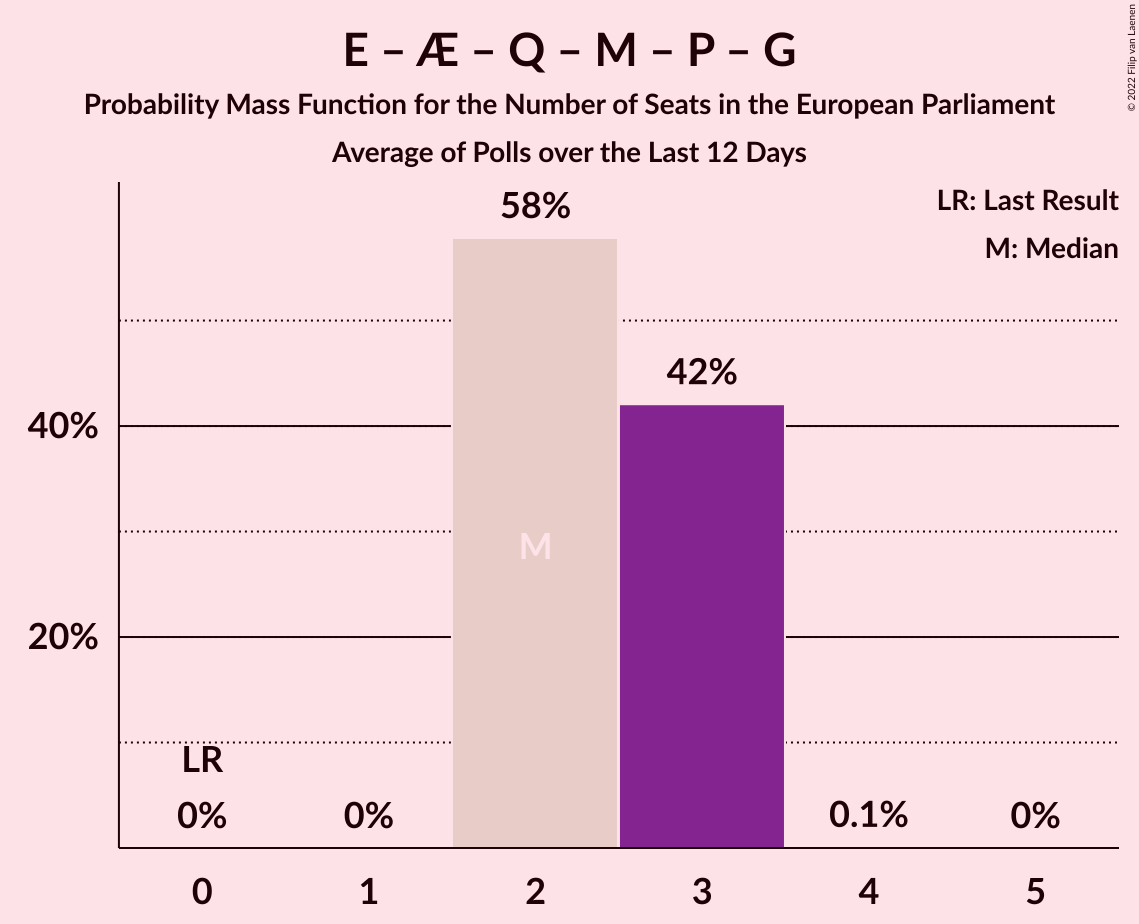 E – Æ – Q – M – P – G
Probability Mass Function for the Number of Seats in the European Parliament
Average of Polls over the Last 12 Days
© 2022 Filip van Laenen
LR: Last Result
M: Median
58%
42%
40%
M
20%
LR
0% 0% 0.1% 0%
0 1 2 3 4 5